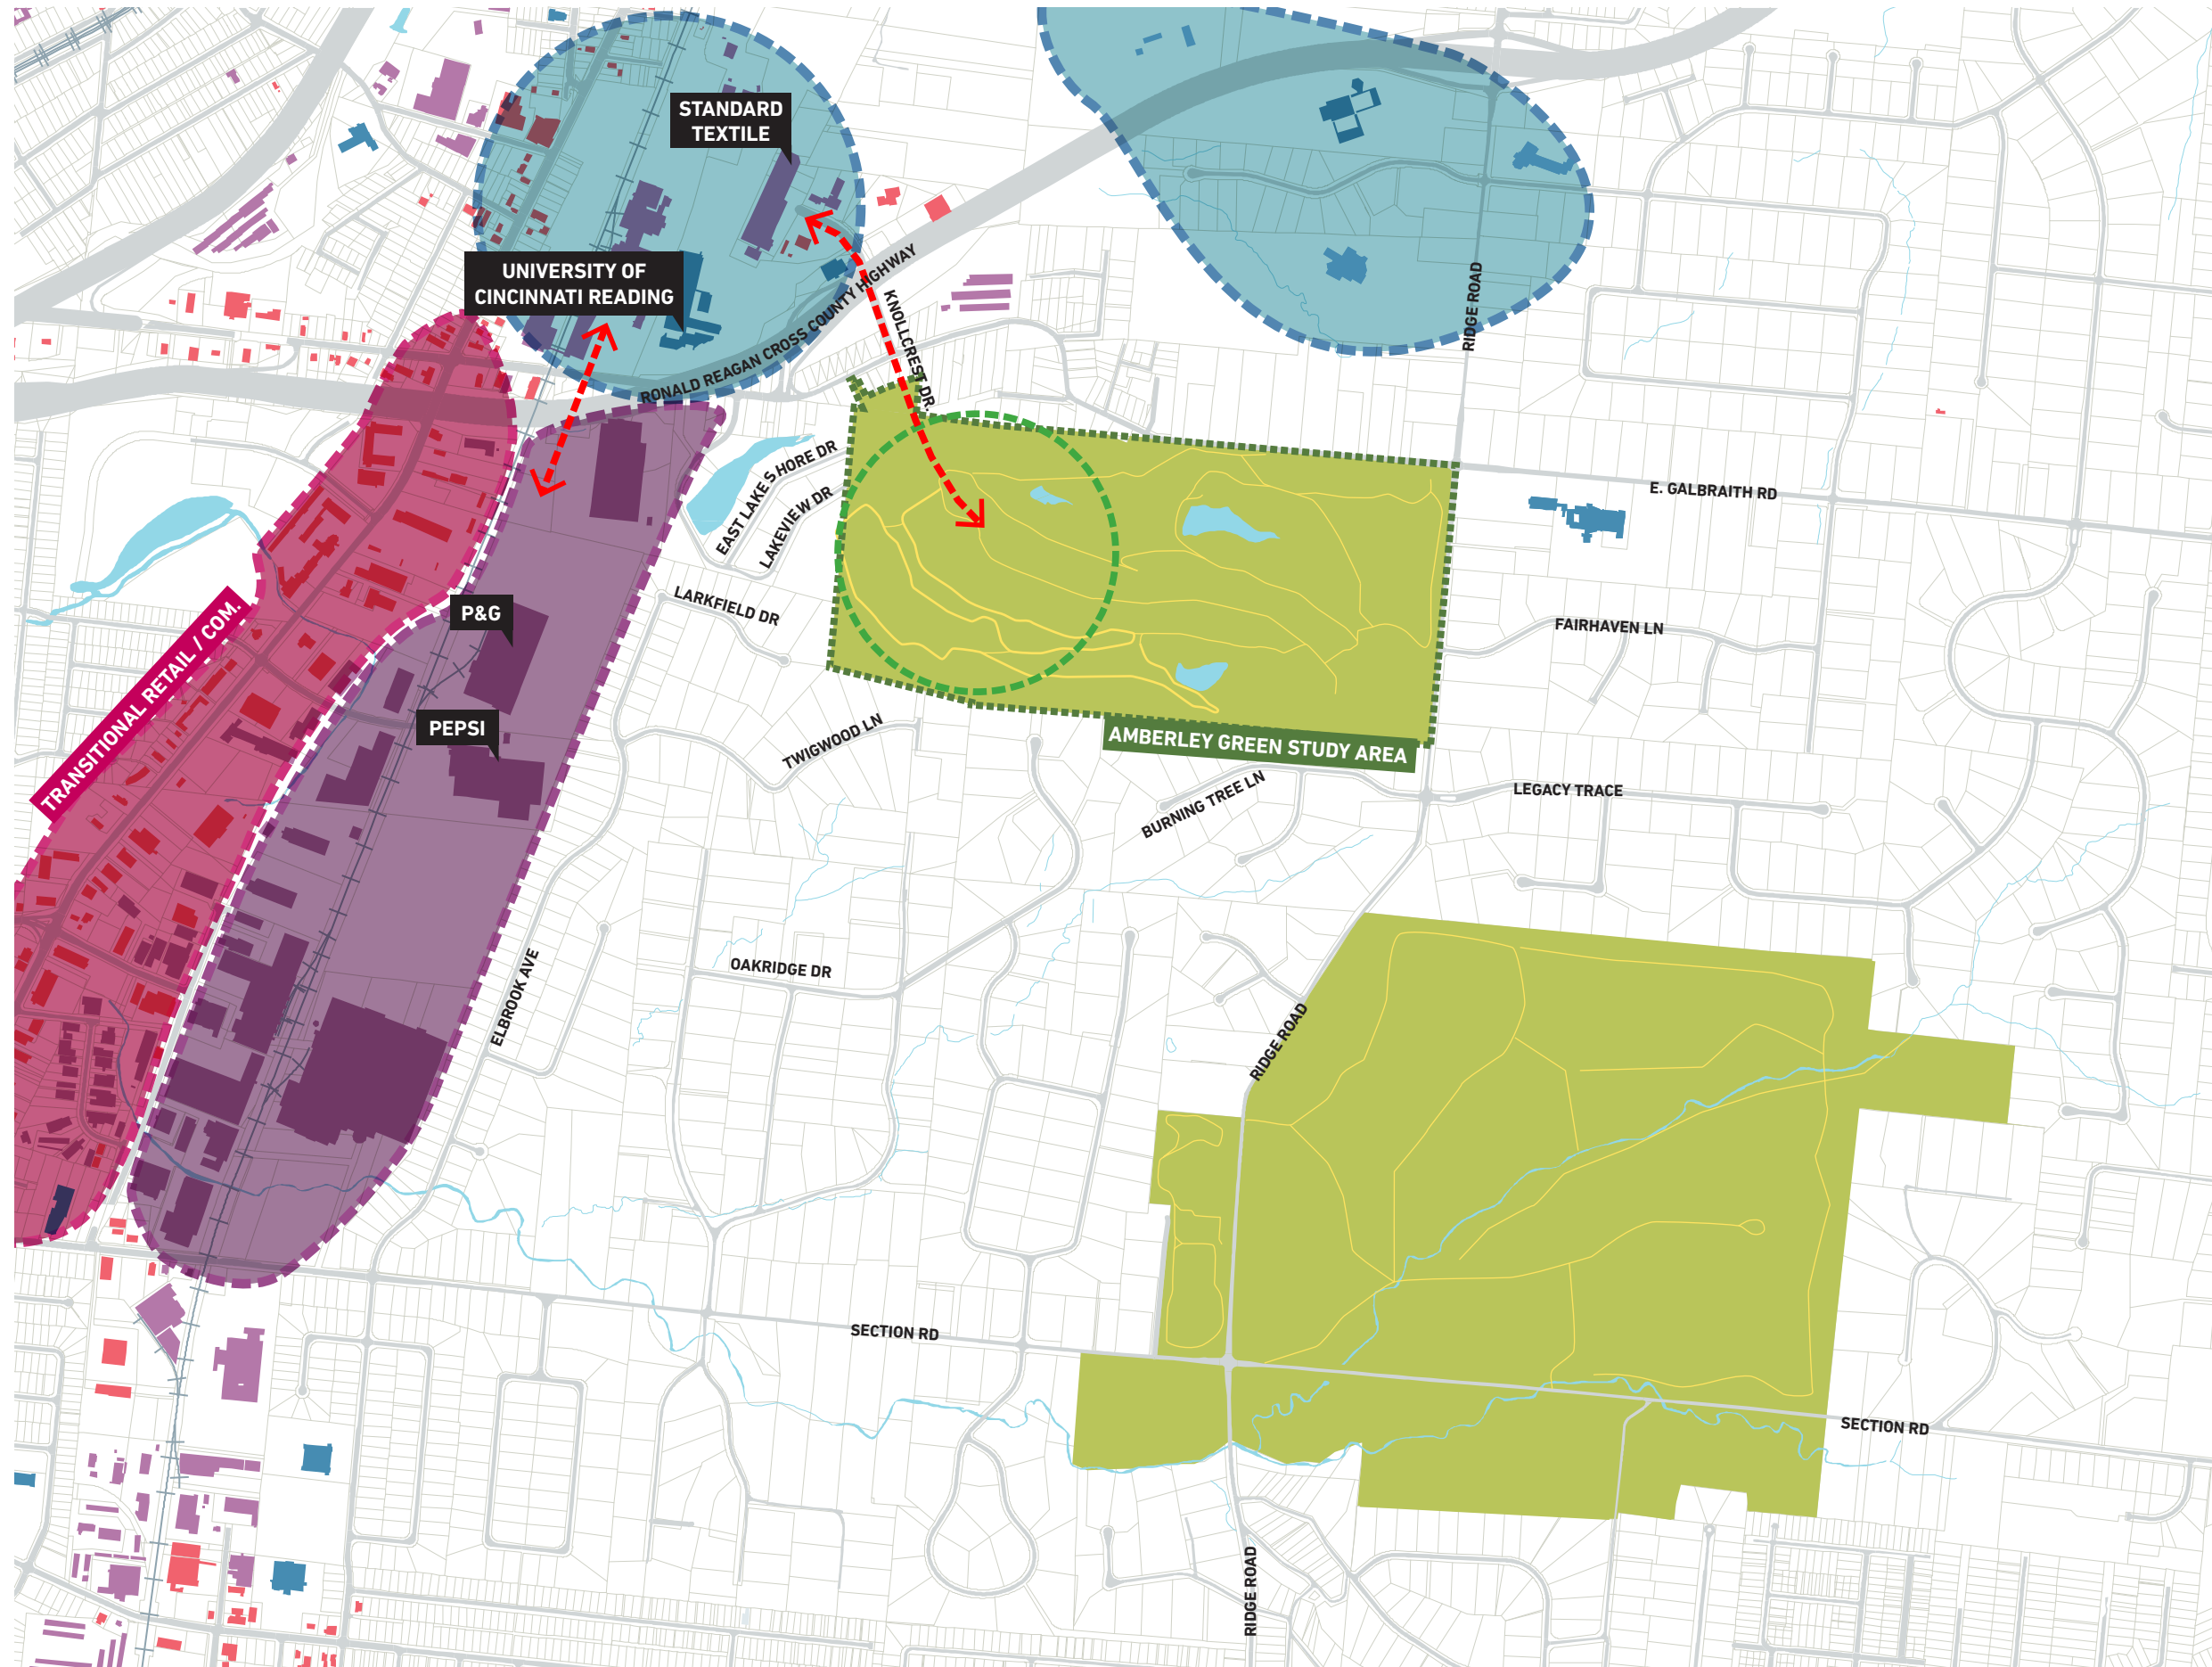 STANDARD
TEXTILE
UNIVERSITY OF
CINCINNATI READING
RONALD REAGAN CROSS COUNTY HIGHWAY
KNOLLCREST DR.
RIDGE ROAD
EAST LAKE SHORE DR
LAKEVIEW DR
E. GALBRAITH RD
LARKFIELD DR
P&G
FAIRHAVEN LN
TRANSITIONAL RETAIL / COM.
PEPSI
TWIGWOOD LN
AMBERLEY GREEN STUDY AREA
BURNING TREE LN
LEGACY TRACE
OAKRIDGE DR
ELBROOK AVE
RIDGE ROAD
SECTION RD
SECTION RD
RIDGE ROAD